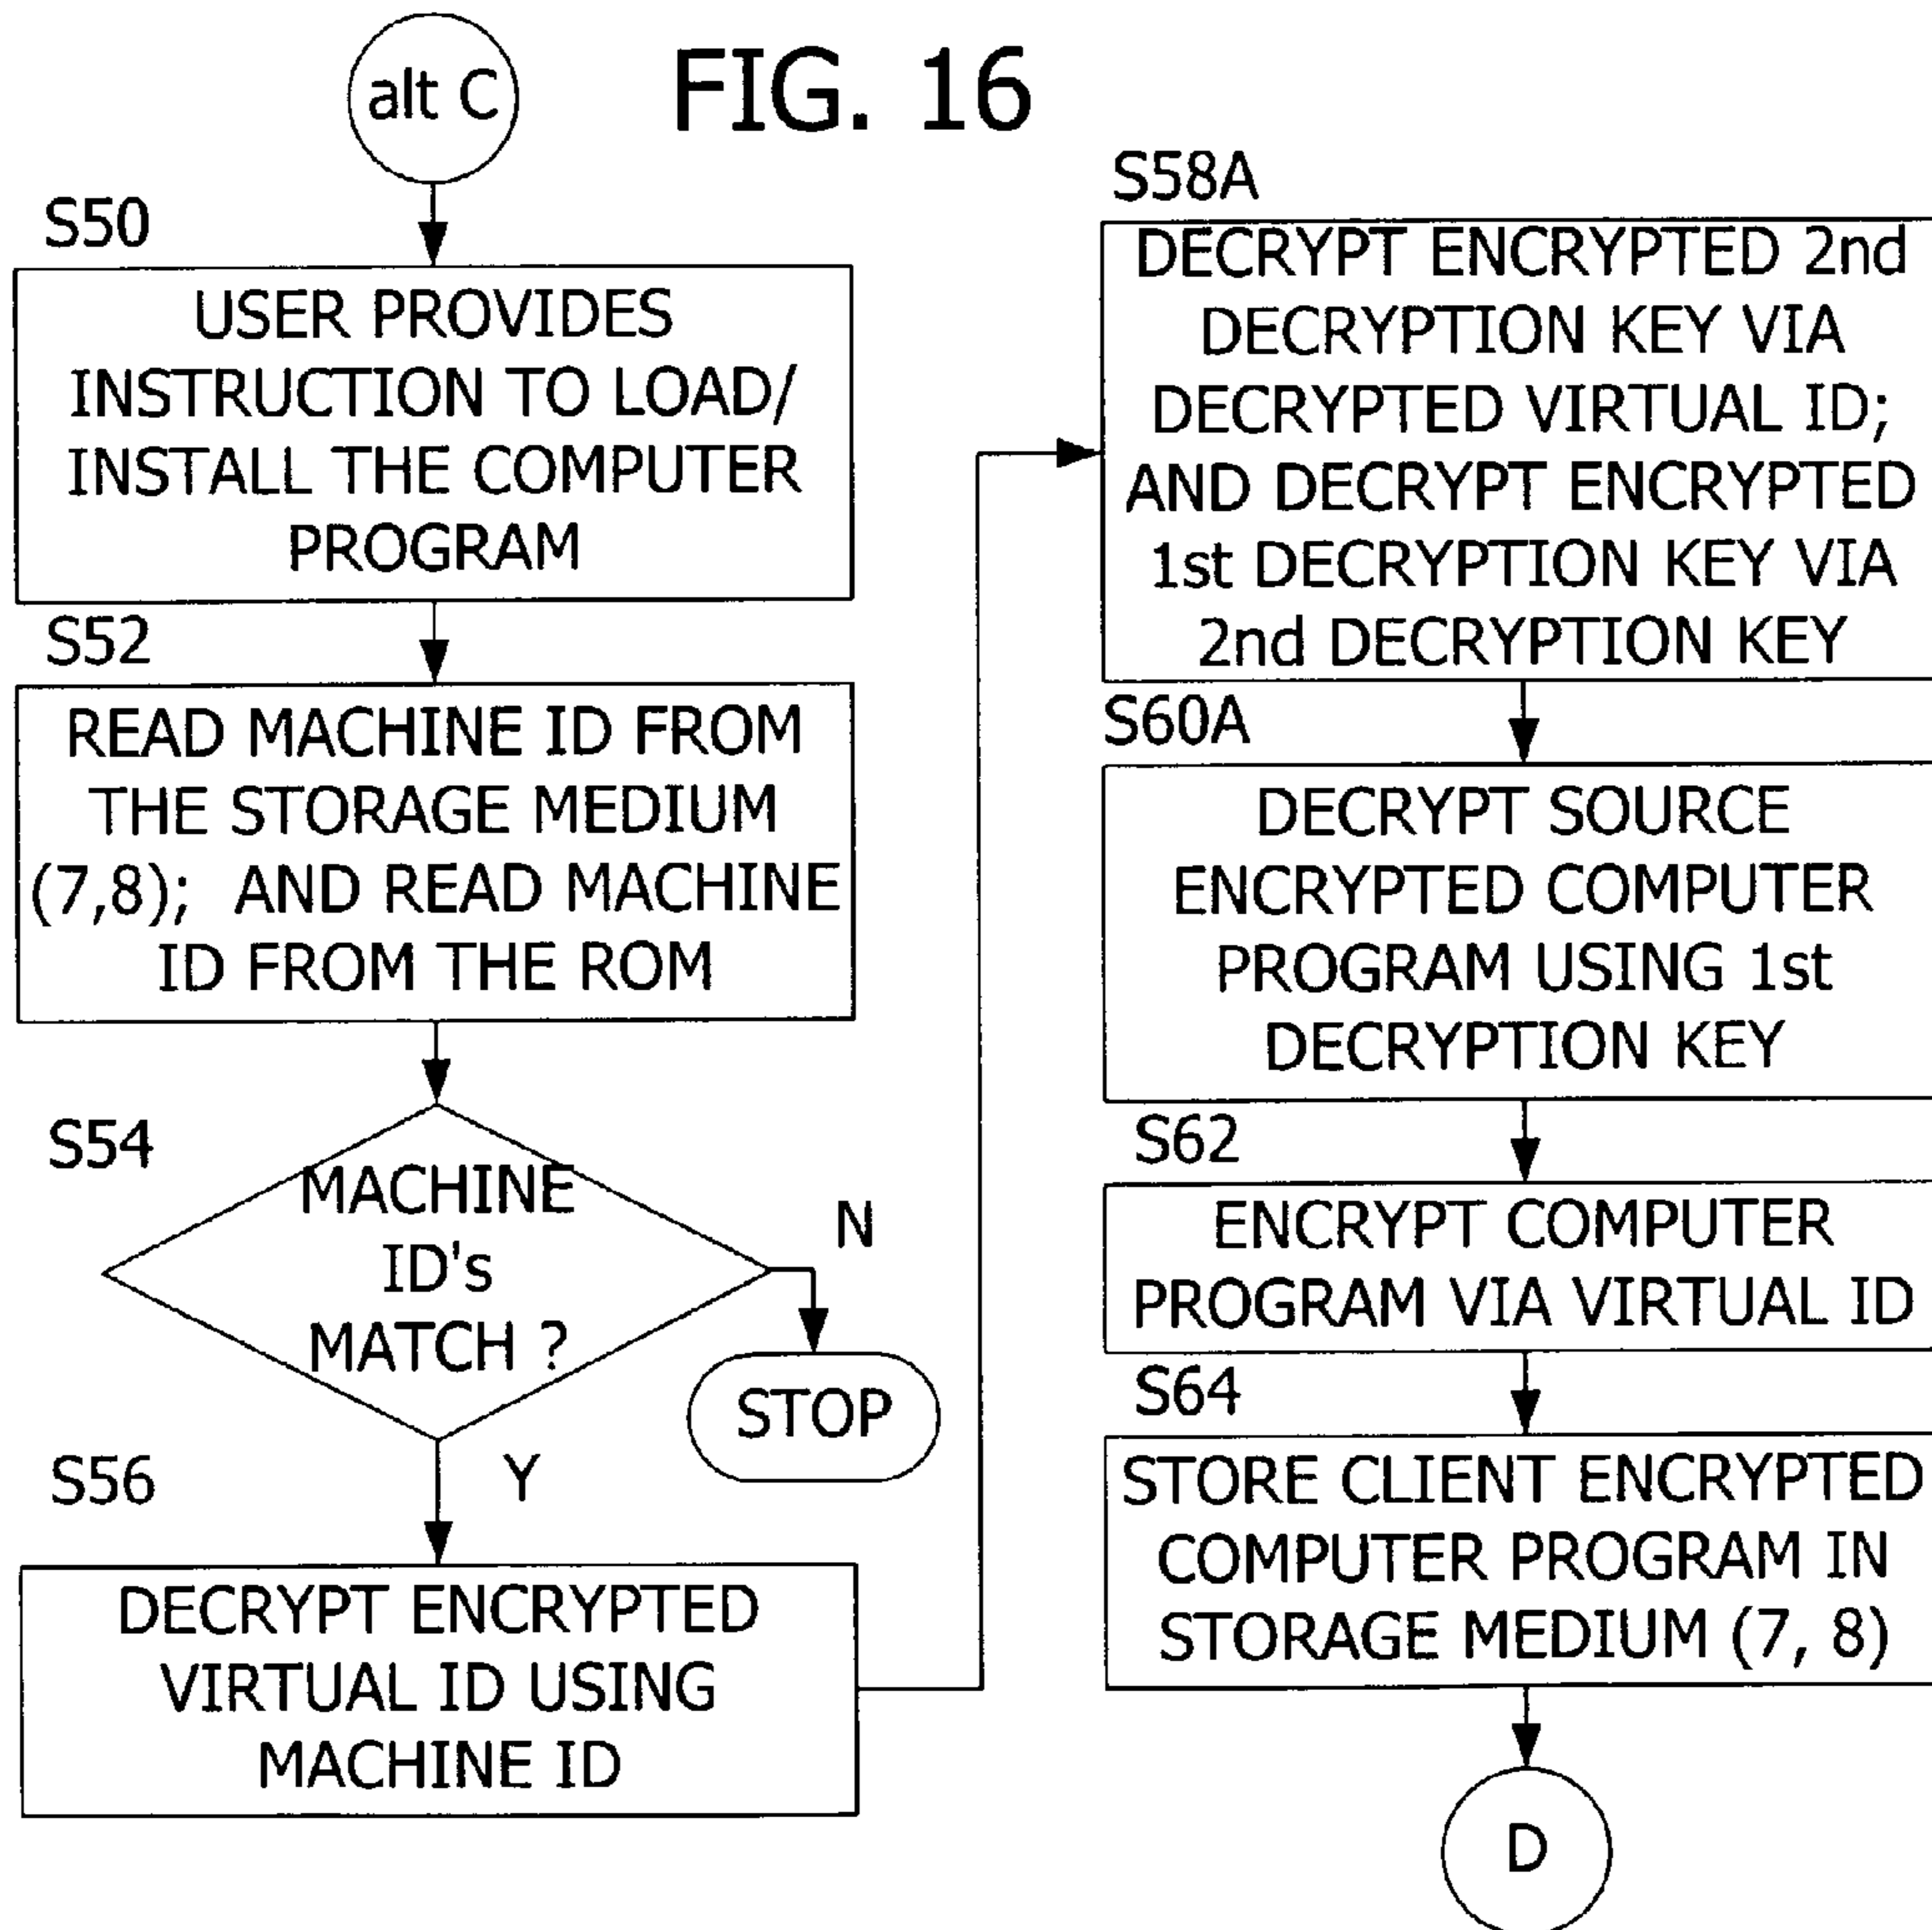 FIG. 16
alt C
S50
USER PROVIDES
INSTRUCTION TO LOAD/
INSTALL THE COMPUTER
PROGRAM
S52
READ MACHINE ID FROM
THE STORAGE MEDIUM
(7,8); AND READ MACHINE
ID FROM THE ROM
S54
MACHINE
ID's
MATCH ?
N
STOP
Y
S56
DECRYPT ENCRYPTED
VIRTUAL ID USING
MACHINE ID
S58A
DECRYPT ENCRYPTED 2nd
DECRYPTION KEY VIA
DECRYPTED VIRTUAL ID;
AND DECRYPT ENCRYPTED
1st DECRYPTION KEY VIA
2nd DECRYPTION KEY
S60A
DECRYPT SOURCE
ENCRYPTED COMPUTER
PROGRAM USING 1st
DECRYPTION KEY
S62
ENCRYPT COMPUTER
PROGRAM VIA VIRTUAL ID
S64
STORE CLIENT ENCRYPTED
COMPUTER PROGRAM IN
STORAGE MEDIUM (7, 8)
D